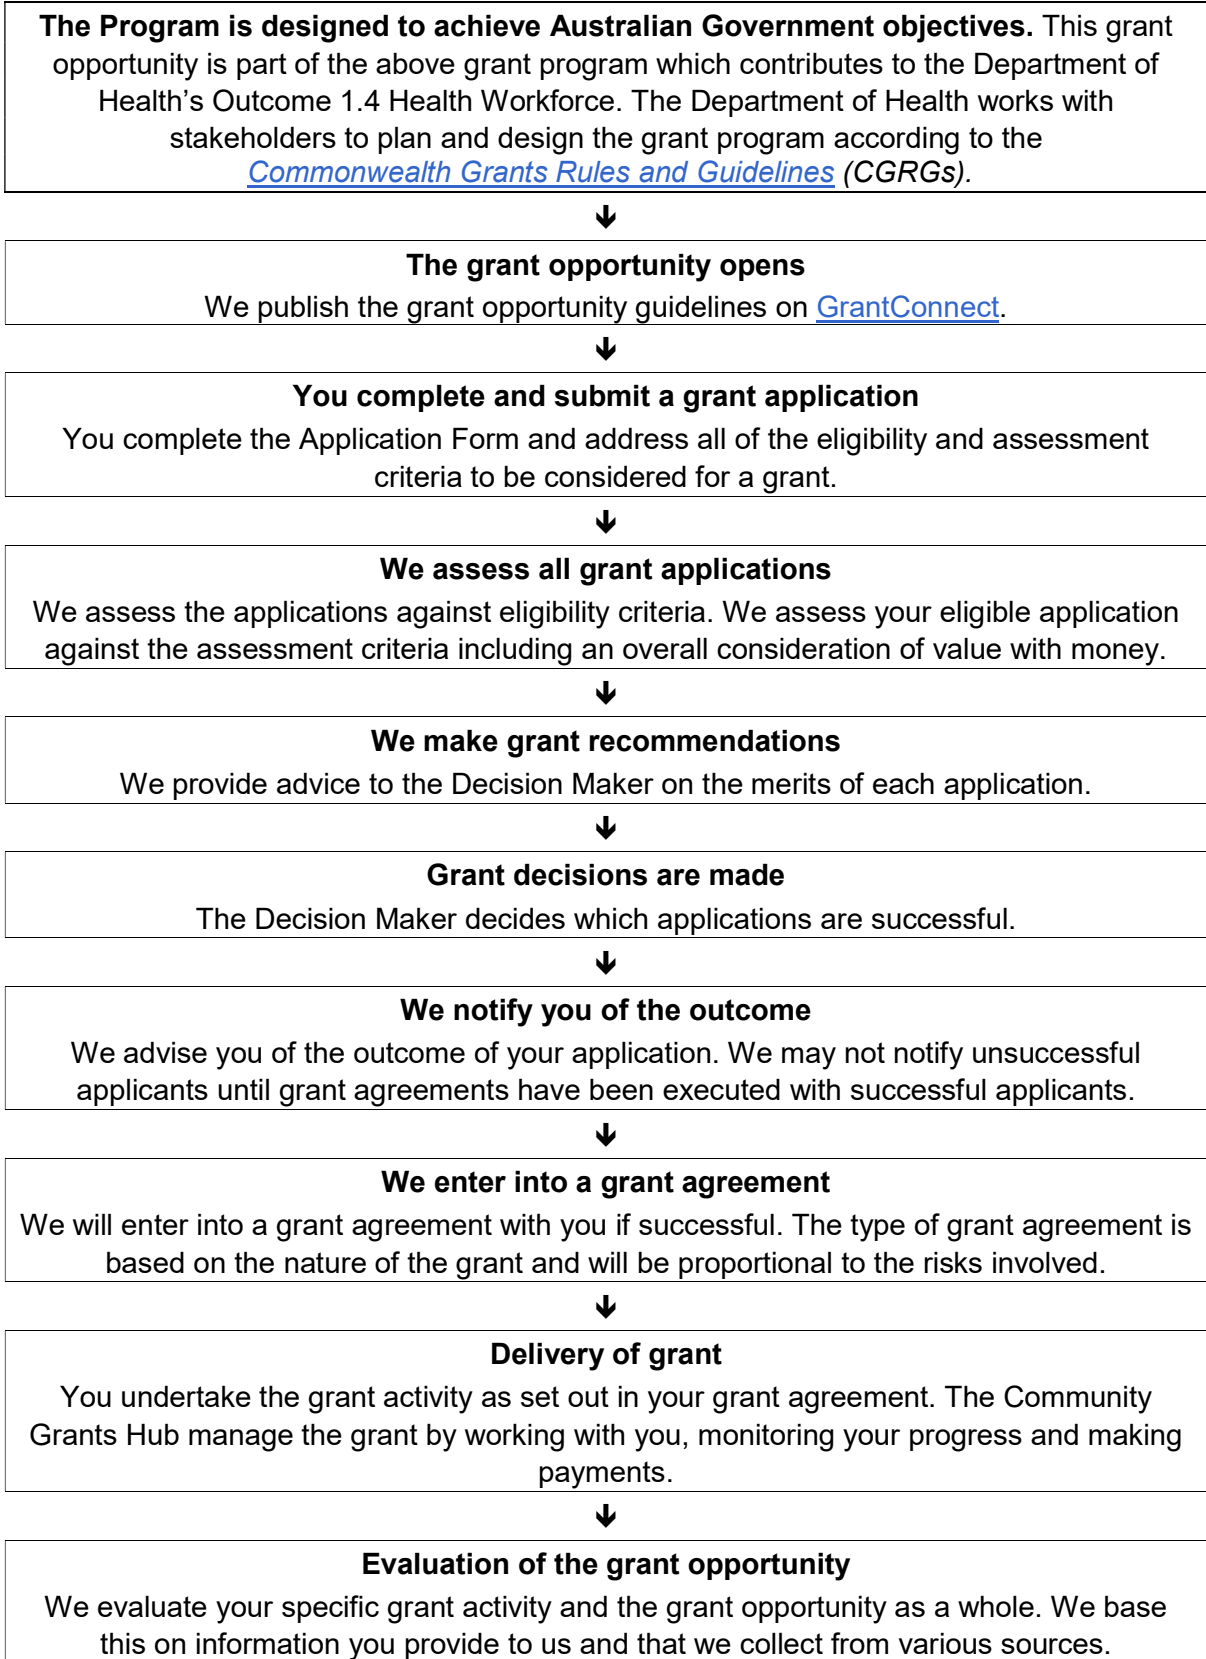 The Program is designed to achieve Australian Government objectives. This grant
opportunity is part of the above grant program which contributes to the Department of
Health’s Outcome 1.4 Health Workforce. The Department of Health works with
stakeholders to plan and design the grant program according to the
Commonwealth Grants Rules and Guidelines (CGRGs).
The grant opportunity opens
We publish the grant opportunity guidelines on GrantConnect.
You complete and submit a grant application
You complete the Application Form and address all of the eligibility and assessment
criteria to be considered for a grant.
We assess all grant applications
We assess the applications against eligibility criteria. We assess your eligible application
against the assessment criteria including an overall consideration of value with money.
We make grant recommendations
We provide advice to the Decision Maker on the merits of each application.
Grant decisions are made
The Decision Maker decides which applications are successful.
We notify you of the outcome
We advise you of the outcome of your application. We may not notify unsuccessful
applicants until grant agreements have been executed with successful applicants.
We enter into a grant agreement
We will enter into a grant agreement with you if successful. The type of grant agreement is
based on the nature of the grant and will be proportional to the risks involved.
Delivery of grant
You undertake the grant activity as set out in your grant agreement. The Community
Grants Hub manage the grant by working with you, monitoring your progress and making
payments.
Evaluation of the grant opportunity
We evaluate your specific grant activity and the grant opportunity as a whole. We base
this on information you provide to us and that we collect from various sources.